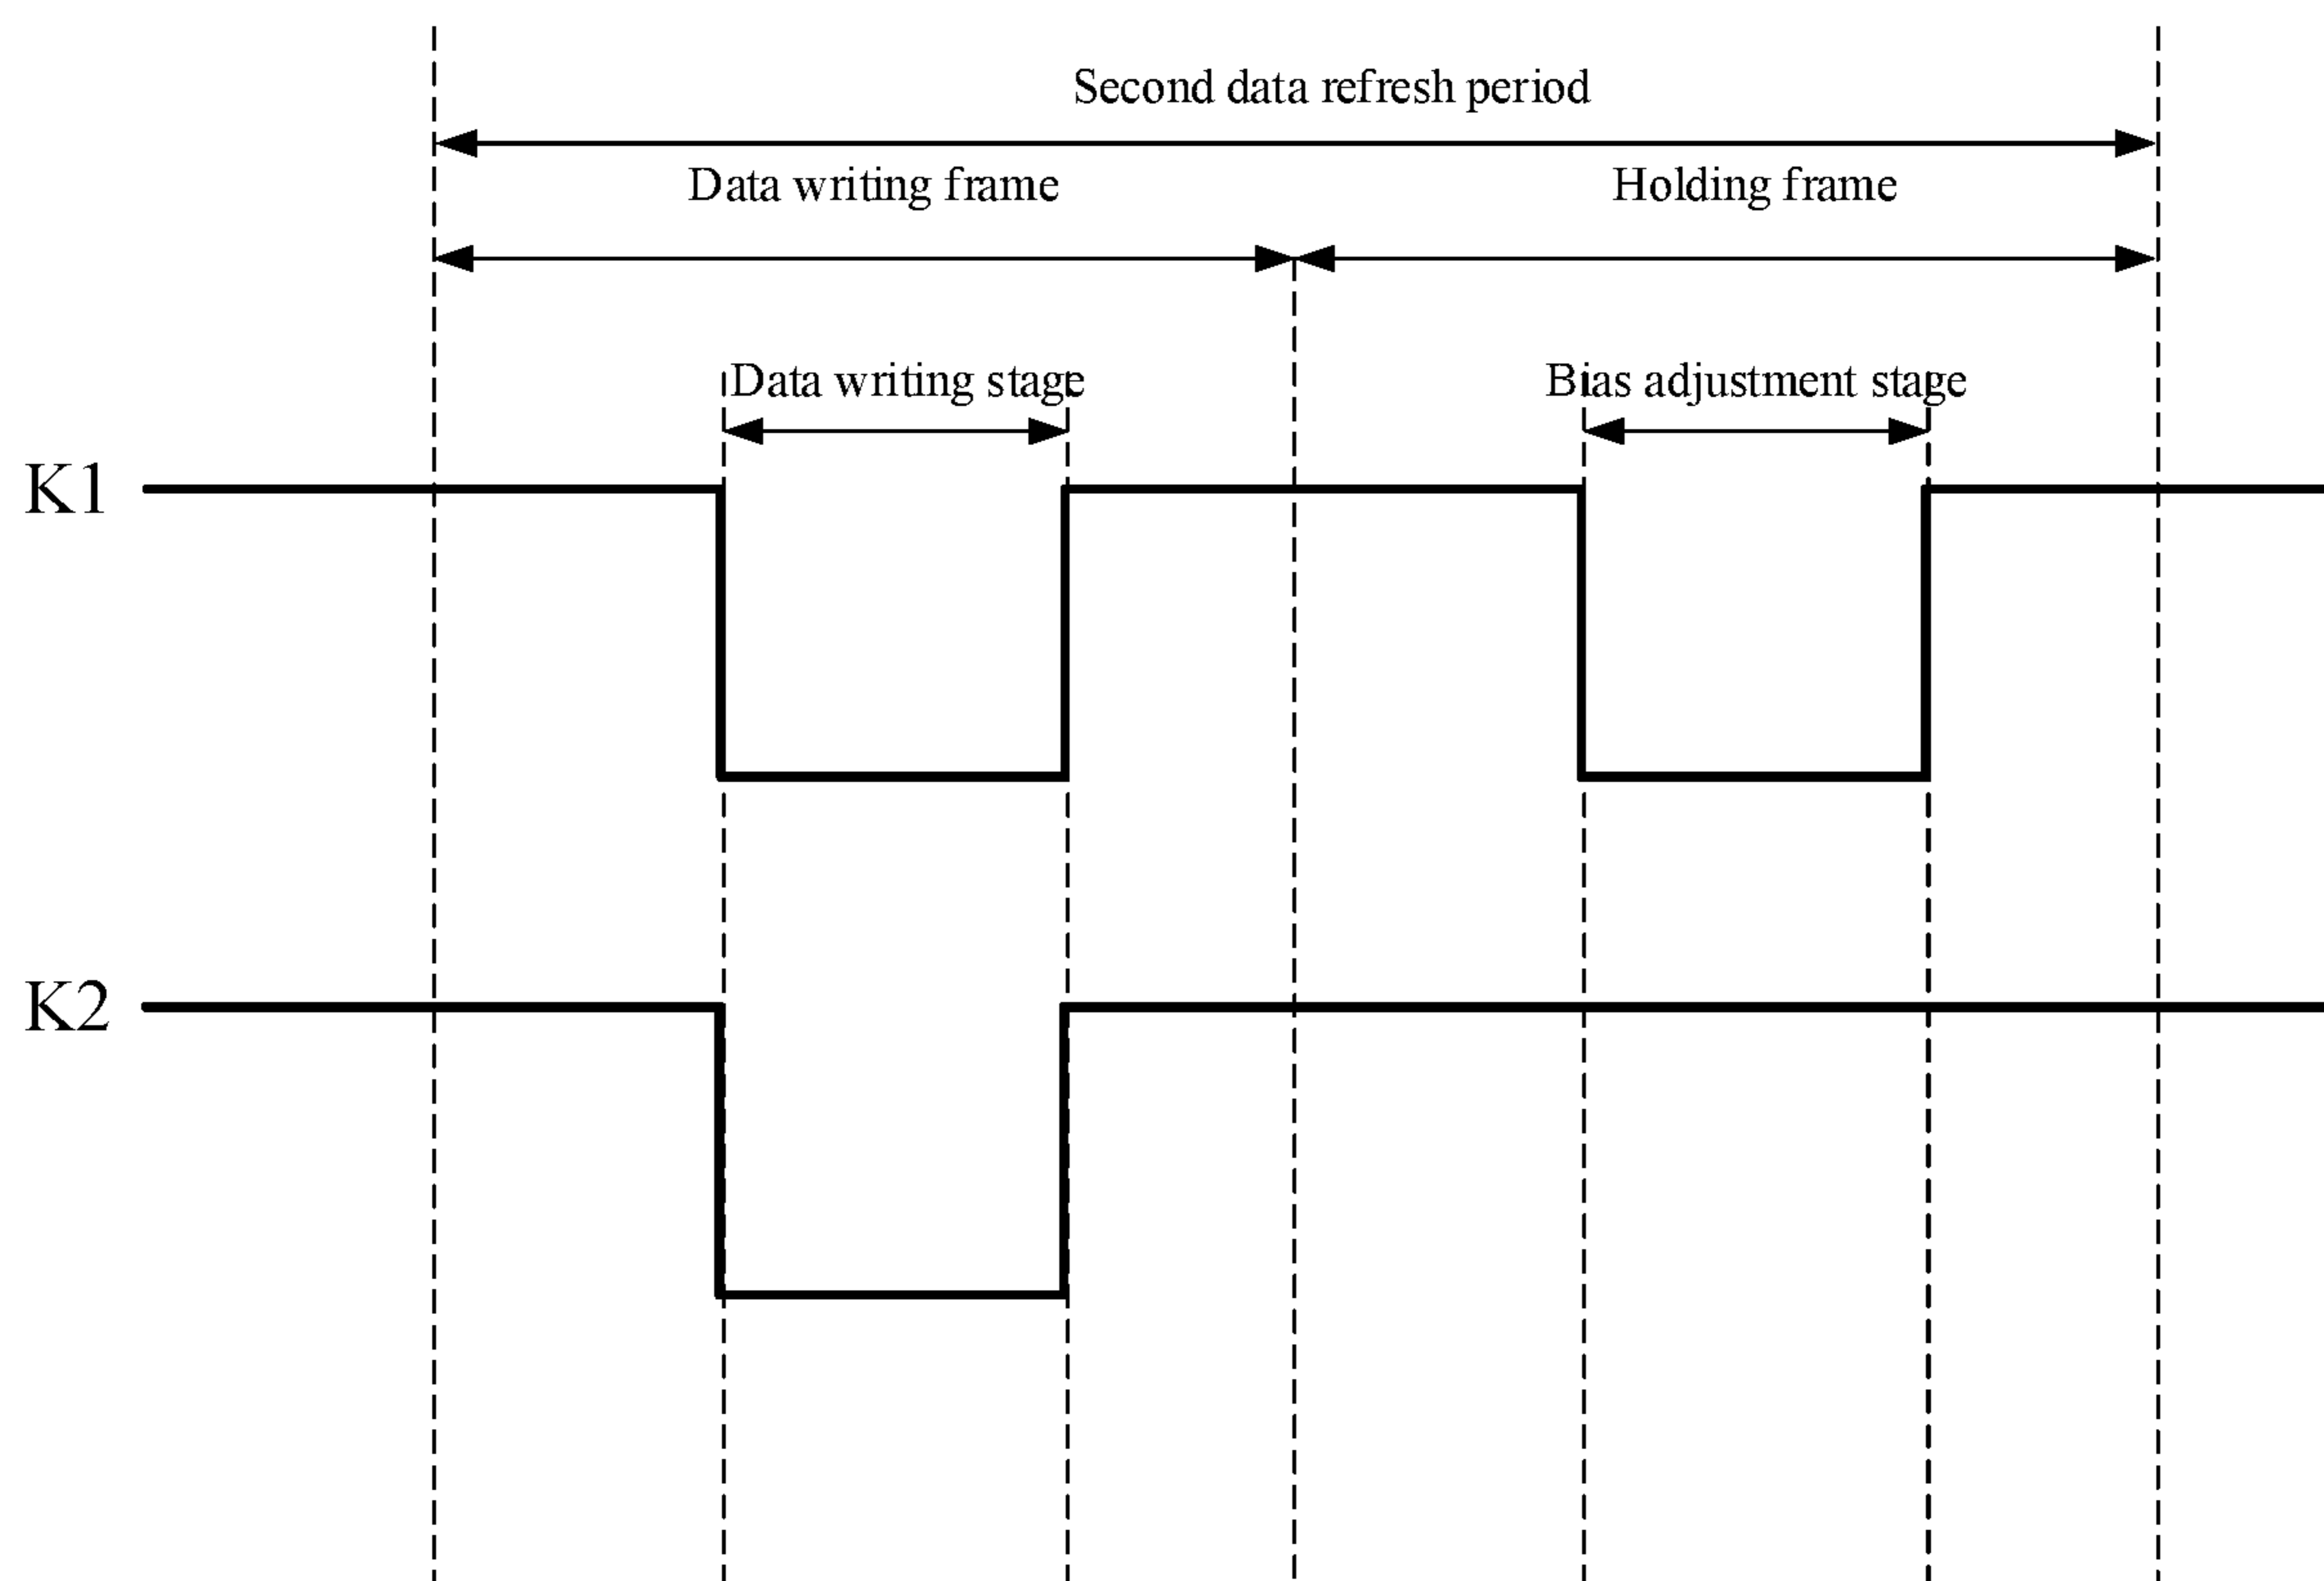 Second data refresh period
Data writing frame
Holding frame
Data writing stage
Bias adjustment stage
K1
K2